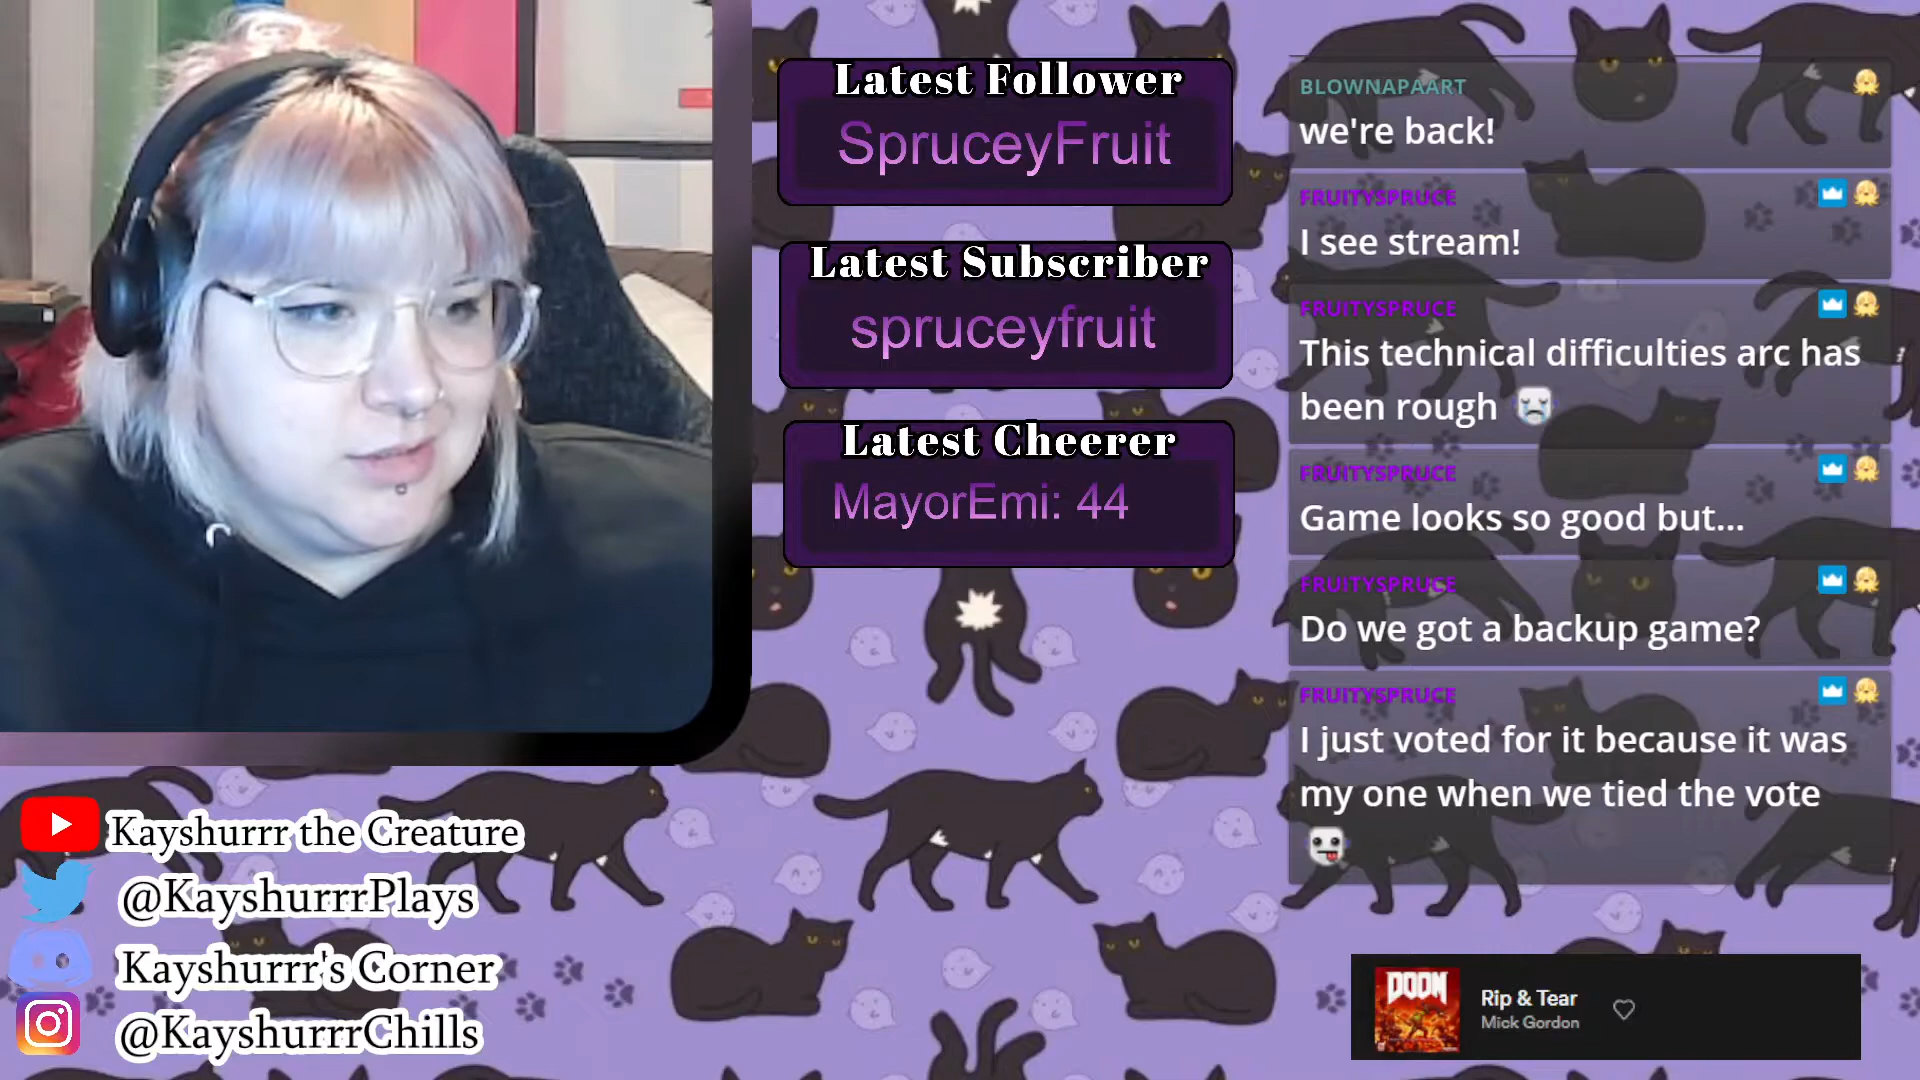 Latest Follower
SpruceyFruit
Latest Subscriber
spruceyfruit
Latest Cheerer
MayorEmi: 44
BLOWNAPAART
we're back!
FRUITYSPRUCE
I see stream!
FRUITYSPRUCE
This technical difficulties arc has
been rough
FRUITYSPRUCE
Game looks so good but...
FRUITYSPRUCE
Do we got a backup game?
FRUITYSPRUCE
I just voted for it because it was
my one when we tied the vote
Kayshurrr the Creature
@KayshurrrPlays
Kayshurrr's Corner
@KayshurrrChills
DOOM
Rip & Tear
Mick Gordon